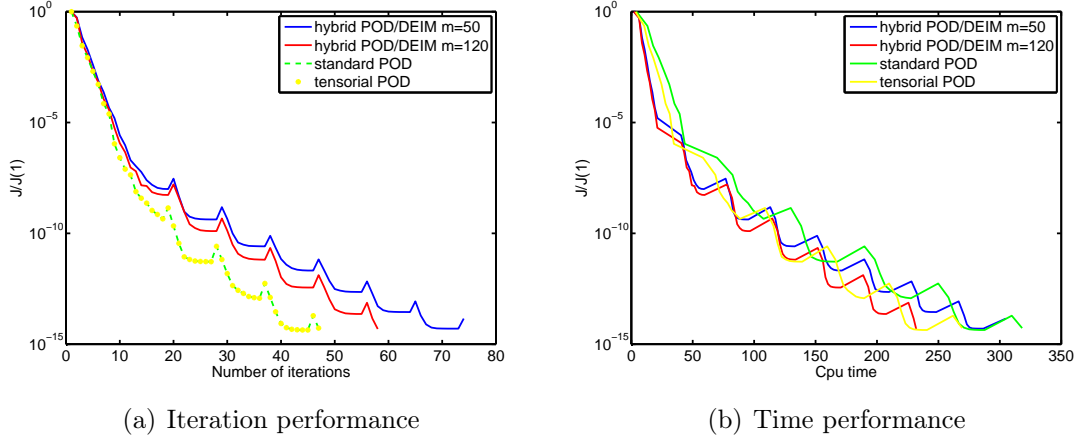 10^0
10^-5
10^-10
10^-15
J/J(1)
0 10 20 30 40 50 60 70 80
Number of iterations
hybrid POD/DEIM m=50
hybrid POD/DEIM m=120
standard POD
tensorial POD
(a) Iteration performance
10^0
10^-5
10^-10
10^-15
J/J(1)
0 50 100 150 200 250 300 350
Cpu time
hybrid POD/DEIM m=50
hybrid POD/DEIM m=120
standard POD
tensorial POD
(b) Time performance